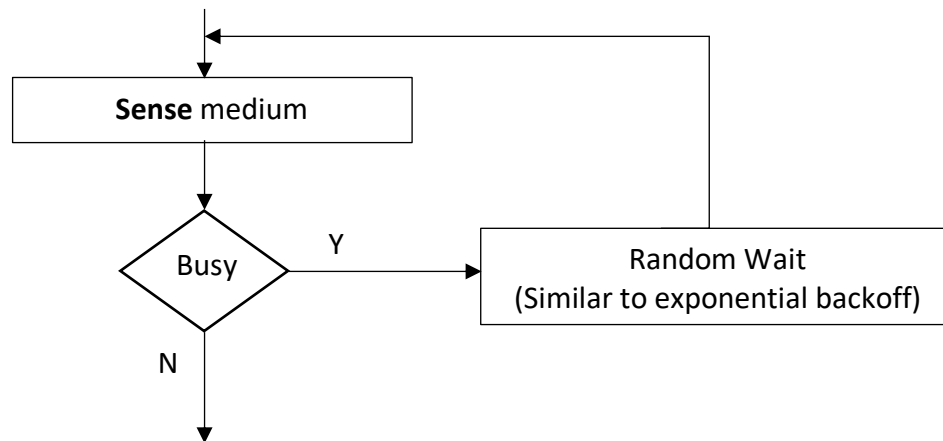 Sense medium
Busy
Y
Random Wait
(Similar to exponential backoff)
N